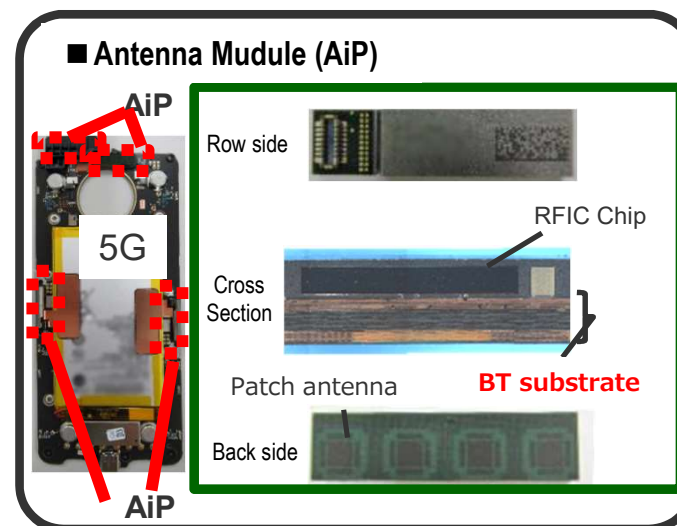 ■ Antenna Mudule (AiP)
AiP
Row side
RFIC Chip
5G
Cross
Section
BT substrate
Patch antenna
Back side
AiP